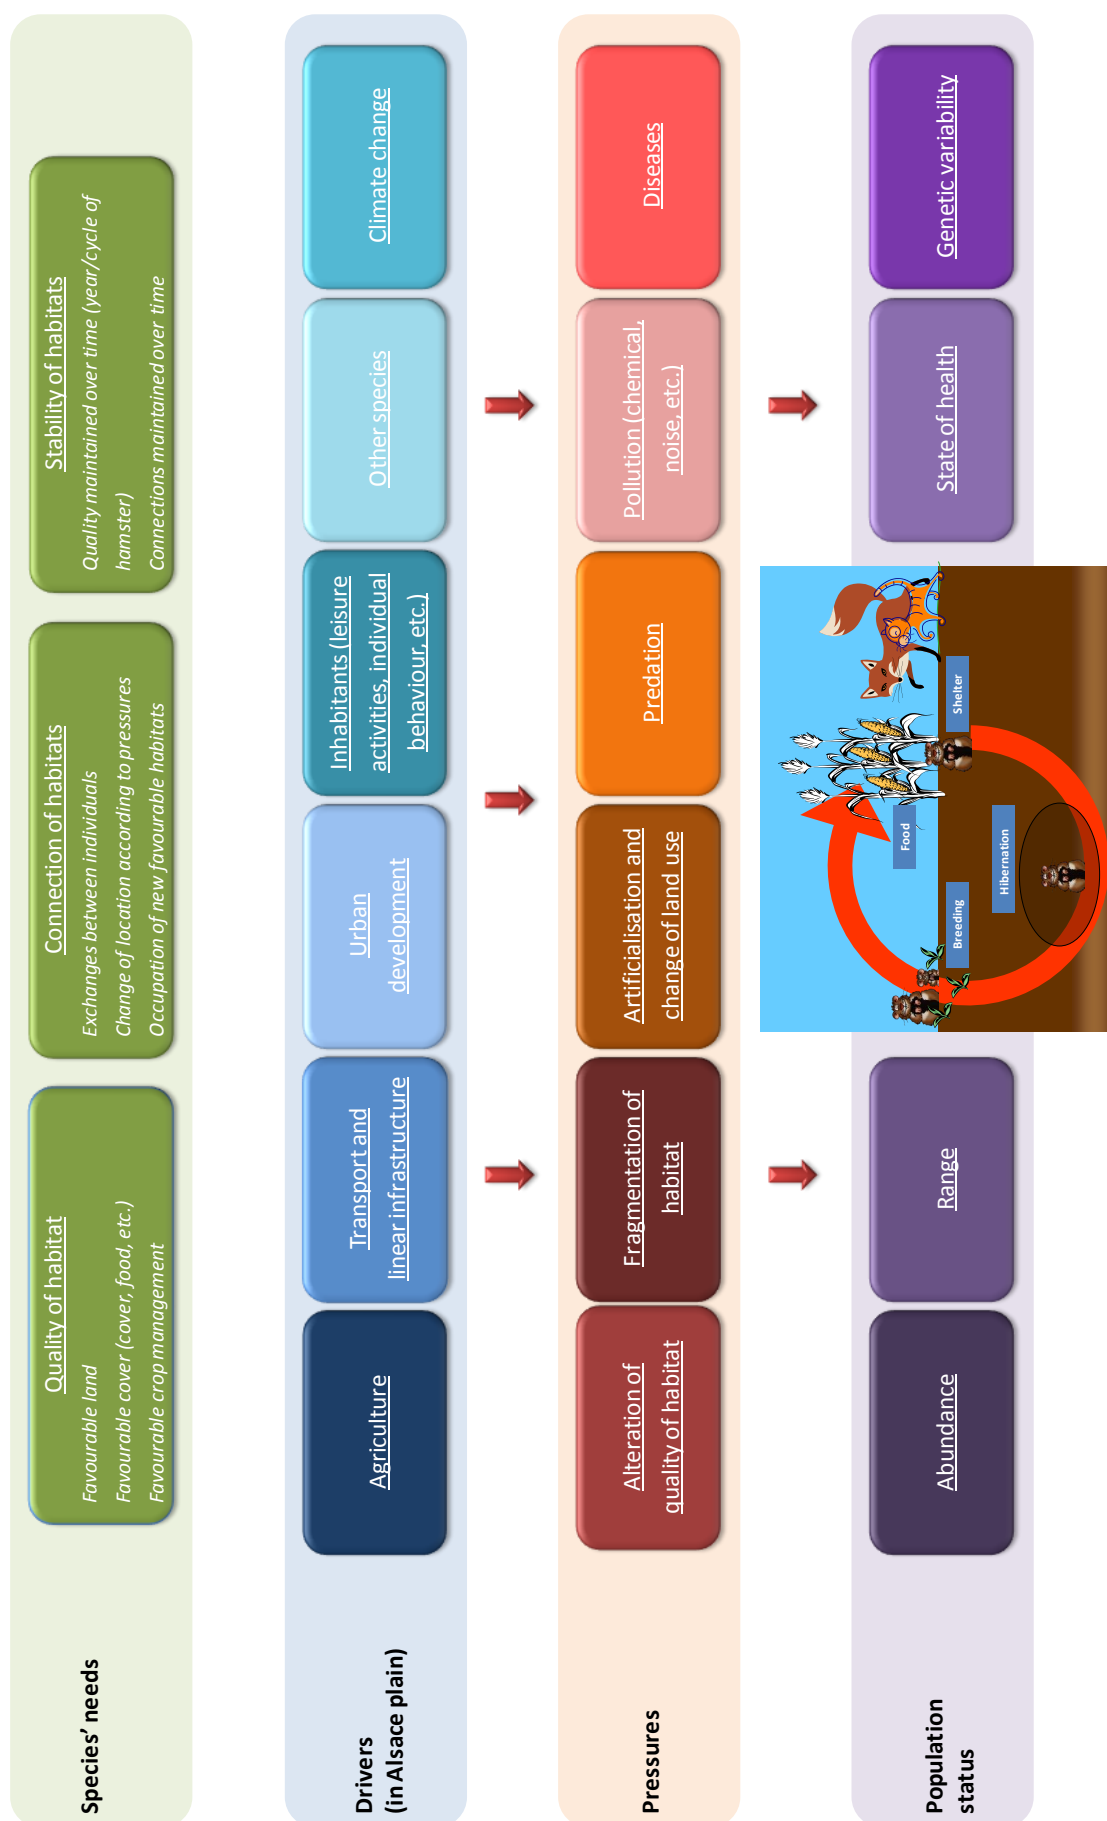 Species' needs
Quality of habitat
Favourable land
Favourable cover (cover, food, etc.)
Favourable crop management
Connection of habitats
Exchanges between individuals
Change of location according to pressures
Occupation of new favourable habitats
Stability of habitats
Quality maintained over time (year/cycle of
hamster)
Connections maintained over time
Drivers
(in Alsace plain)
Agriculture
Transport and
linear infrastructure
Urban
development
Inhabitants (leisure
activities, individual
behaviour, etc.)
Other species
Climate change
Pressures
Alteration of
quality of habitat
Fragmentation of
habitat
Artificialisation and
change of land use
Predation
Pollution (chemical,
noise, etc.)
Diseases
Population
status
Abundance
Range
Food
Breeding
Shelter
Hibernation
State of health
Genetic variability